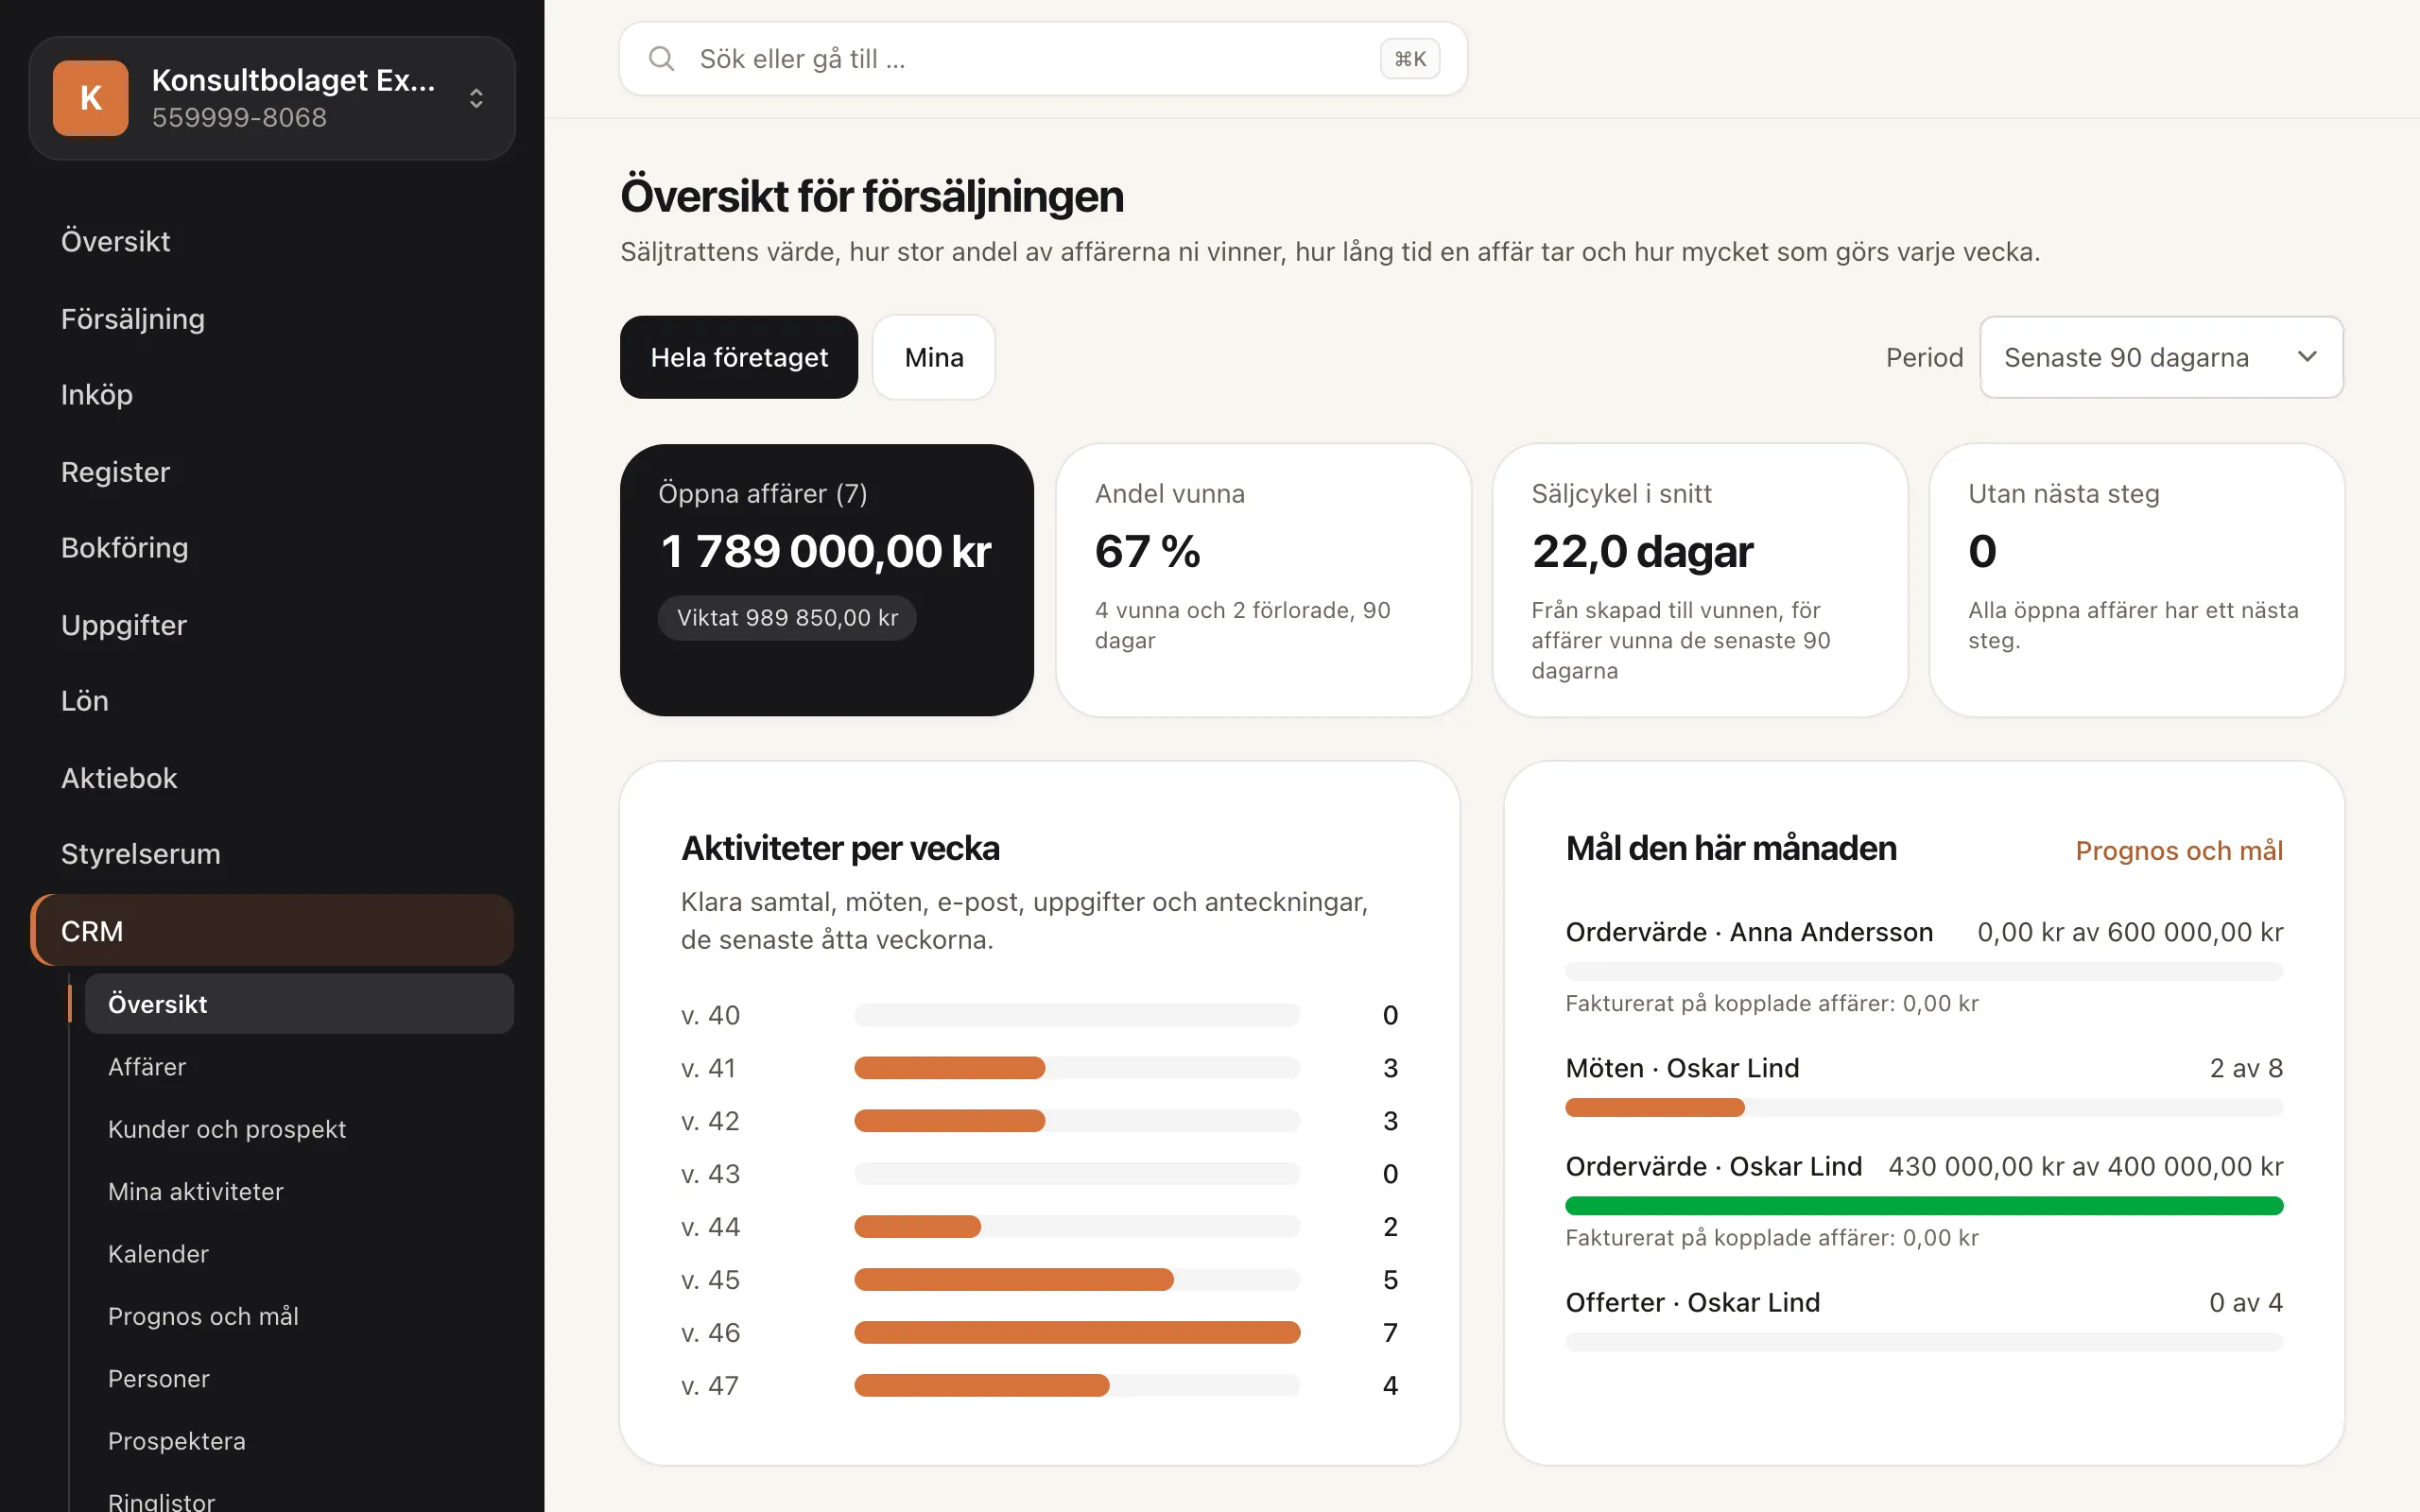 K
Konsultbolaget Ex...
559999-8068
Översikt
Försäljning
Inköp
Register
Bokföring
Uppgifter
Lön
Aktiebok
Styrelserum
CRM
Översikt
Affärer
Kunder och prospekt
Mina aktiviteter
Kalender
Prognos och mål
Personer
Prospektera
Ringlistor
Sök eller gå till ...
⌘K
Översikt för försäljningen
Säljtrattens värde, hur stor andel av affärerna ni vinner, hur lång tid en affär tar och hur mycket som görs varje vecka.
Hela företaget
Mina
Period
Senaste 90 dagarna
Öppna affärer (7)
1 789 000,00 kr
Viktat 989 850,00 kr
Andel vunna
67 %
4 vunna och 2 förlorade, 90
dagar
Säljcykel i snitt
22,0 dagar
Från skapad till vunnen, för
affärer vunna de senaste 90
dagarna
Utan nästa steg
0
Alla öppna affärer har ett nästa
steg.
Aktiviteter per vecka
Klara samtal, möten, e-post, uppgifter och anteckningar,
de senaste åtta veckorna.
v. 40 0
v. 41 3
v. 42 3
v. 43 0
v. 44 2
v. 45 5
v. 46 7
v. 47 4
Mål den här månaden
Prognos och mål
Ordervärde · Anna Andersson 0,00 kr av 600 000,00 kr
Fakturerat på kopplade affärer: 0,00 kr
Möten · Oskar Lind 2 av 8
Ordervärde · Oskar Lind 430 000,00 kr av 400 000,00 kr
Fakturerat på kopplade affärer: 0,00 kr
Offerter · Oskar Lind 0 av 4